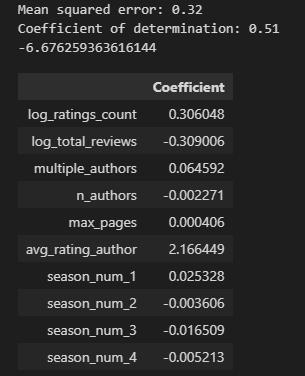 Mean squared error: 0.32
Coefficient of determination: 0.51
-6.676259363616144
Coefficient
log_ratings_count 0.306048
log_total_reviews -0.309006
multiple_authors 0.064592
n_authors -0.002271
max_pages 0.000406
avg_rating_author 2.166449
season_num_1 0.025328
season_num_2 -0.003606
season_num_3 -0.016509
season_num_4 -0.005213